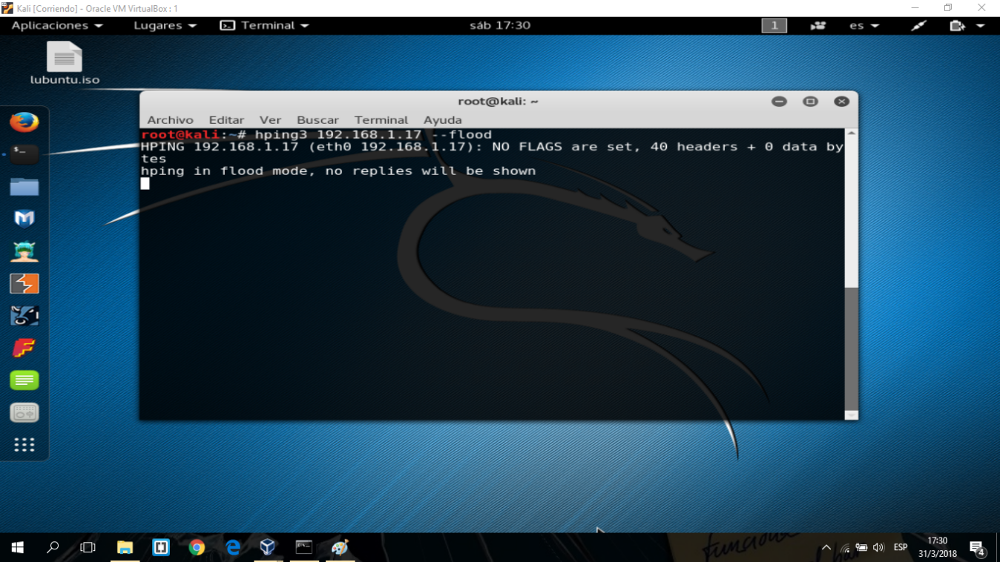 Kali [Corriendo] - Oracle VM VirtualBox : 1
Aplicaciones Lugares Terminal sáb 17:30 1 es
lubuntu.iso
root@kali: ~
Archivo Editar Ver Buscar Terminal Ayuda
root@kali:~# hping3 192.168.1.17 --flood
HPING 192.168.1.17 (eth0 192.168.1.17): NO FLAGS are set, 40 headers + 0 data by
tes
hping in flood mode, no replies will be shown
ESP
17:30
31/3/2018
4